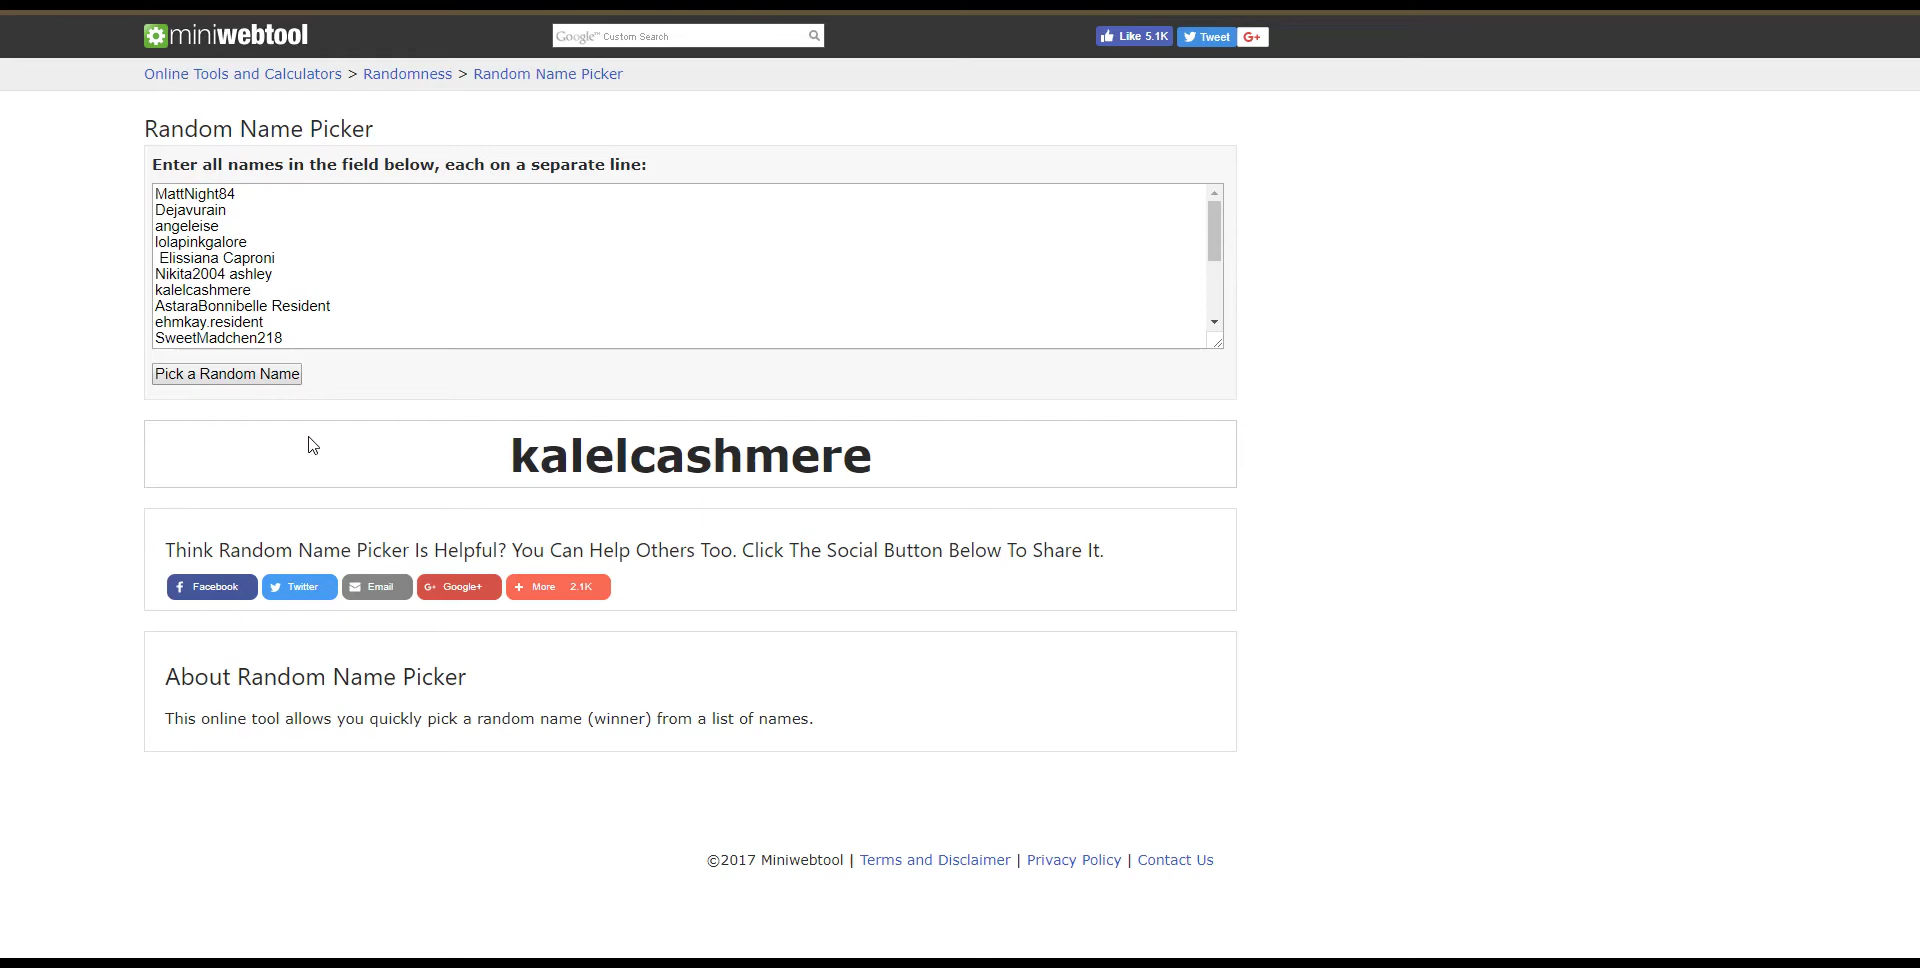 miniwebtool
Google™ Custom Search
Like 5.1K
Tweet
G+
Online Tools and Calculators > Randomness > Random Name Picker
Random Name Picker
Enter all names in the field below, each on a separate line:
MattNight84
Dejavurain
angeleise
lolapinkgalore
Elissiana Caproni
Nikita2004 ashley
kalelcashmere
AstaraBonnibelle Resident
ehmkay.resident
SweetMadchen218
Pick a Random Name
kalelcashmere
Think Random Name Picker Is Helpful? You Can Help Others Too. Click The Social Button Below To Share It.
Facebook Twitter Email G+ Google+ More 2.1K
About Random Name Picker
This online tool allows you quickly pick a random name (winner) from a list of names.
©2017 Miniwebtool | Terms and Disclaimer | Privacy Policy | Contact Us